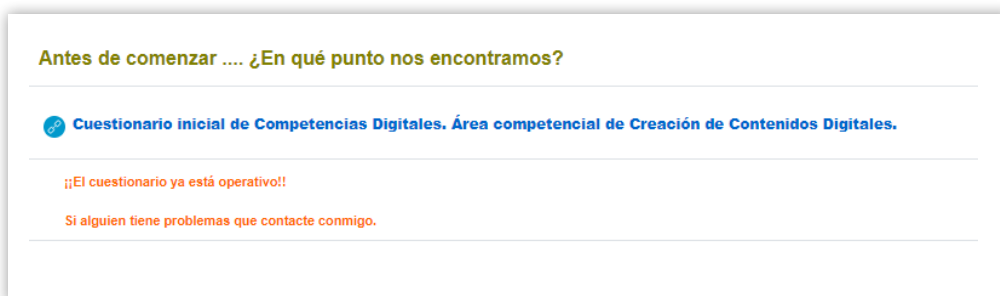 Antes de comenzar .... ¿En qué punto nos encontramos?
Cuestionario inicial de Competencias Digitales. Área competencial de Creación de Contenidos Digitales.
¡¡El cuestionario ya está operativo!!
Si alguien tiene problemas que contacte conmigo.